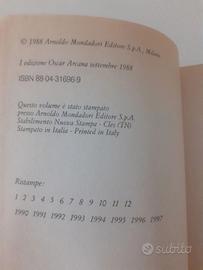 © 1988 Arnoldo Mondadori Editore S.p.A., Milano
I edizione Oscar Arcana settembre 1988
ISBN 88-04-31696-9
Questo volume è stato stampato
presso Arnoldo Mondadori Editore S.p.A.
Stabilimento Nuova Stampa - Cles (TN)
Stampato in Italia - Printed in Italy
Ristampe:
1 2 3 4 5 6 7 8 9 10 11 12
1990 1991 1992 1993 1994 1995 1996 1997
subito